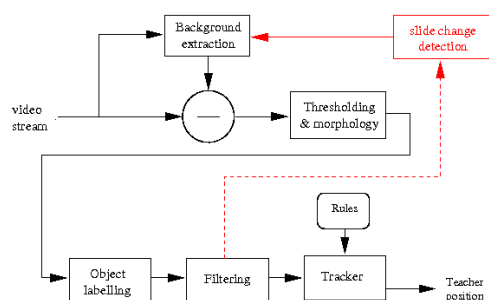 Background
extraction
slide change
detection
video
stream
Thresholding
& morphology
Rules
Object
labelling
Filtering
Tracker
Teacher
position